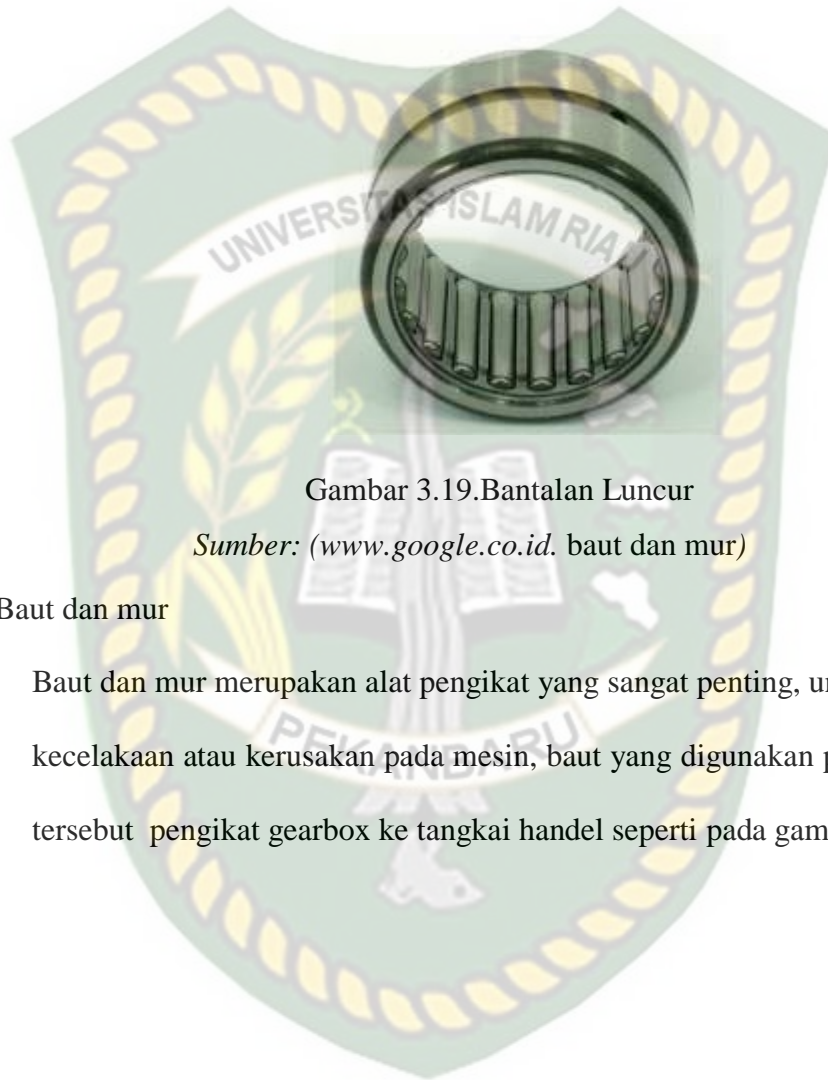 UNIVERSITAS ISLAM RIAU
Gambar 3.19.Bantalan Luncur
Sumber: (www.google.co.id. baut dan mur)
Baut dan mur
Baut dan mur merupakan alat pengikat yang sangat penting,
kecelakaan atau kerusakan pada mesin, baut yang digunakan
PEKANBARU
tersebut pengikat gearbox ke tangkai handel seperti pada